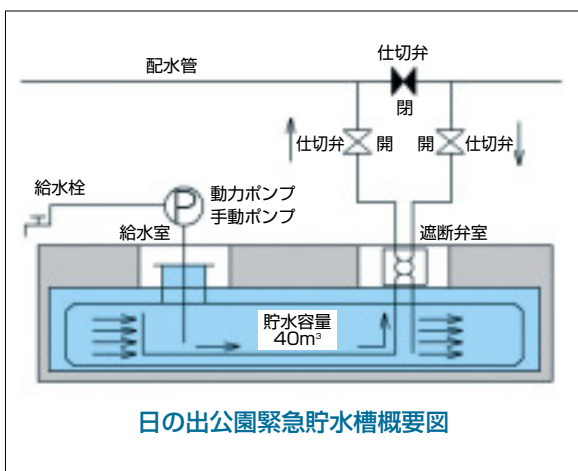 仕切弁
配水管
閉
仕切弁 開
開 仕切弁
給水栓
動力ポンプ
手動ポンプ
P
給水室
遮断弁室
貯水容量
40m³
日の出公園緊急貯水槽概要図